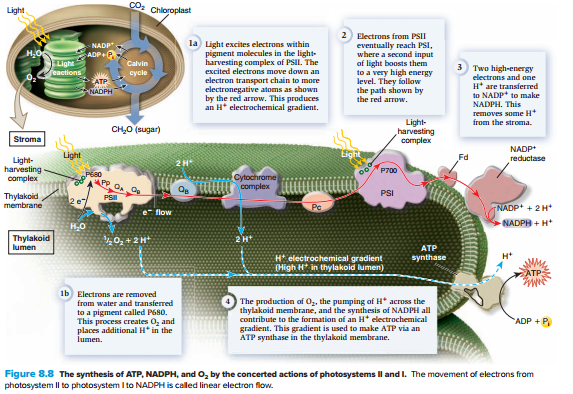 Light
CO₂
Chloroplast
H₂O
O₂
Light
reactions
NADP⁺
ADP + Pᵢ
ATP
NADPH
Calvin
cycle
CH₂O (sugar)
1a
Light excites electrons within
pigment molecules in the light-
harvesting complex of PSII. The
excited electrons move down an
electron transport chain to more
electronegative atoms as shown
by the red arrow. This produces
an H⁺ electrochemical gradient.
2
Electrons from PSII
eventually reach PSI,
where a second input
of light boosts them
to a very high energy
level. They follow
the path shown by
the red arrow.
3
Two high-energy
electrons and one
H⁺ are transferred
to NADP⁺ to make
NADPH. This
removes some H⁺
from the stroma.
Stroma
Light-
harvesting
complex
Light
Thylakoid
membrane
P680
Pp
Q_A
Q_B
2 e⁻
PSII
H₂O
½ O₂ + 2 H⁺
e⁻ flow
2 H⁺
Q_B
Cytochrome
complex
2 H⁺
Pc
Light
Light-
harvesting
complex
P700
PSI
Fd
NADP⁺
reductase
NADP⁺ + 2 H⁺
NADPH + H⁺
Thylakoid
lumen
H⁺ electrochemical gradient
(High H⁺ in thylakoid lumen)
ATP
synthase
H⁺
ATP
ADP + Pᵢ
1b
Electrons are removed
from water and transferred
to a pigment called P680.
This process creates O₂ and
places additional H⁺ in the
lumen.
4
The production of O₂, the pumping of H⁺ across the
thylakoid membrane, and the synthesis of NADPH all
contribute to the formation of an H⁺ electrochemical
gradient. This gradient is used to make ATP via an
ATP synthase in the thylakoid membrane.
Figure 8.8 The synthesis of ATP, NADPH, and O₂ by the concerted actions of photosystems II and I. The movement of electrons from
photosystem II to photosystem I to NADPH is called linear electron flow.